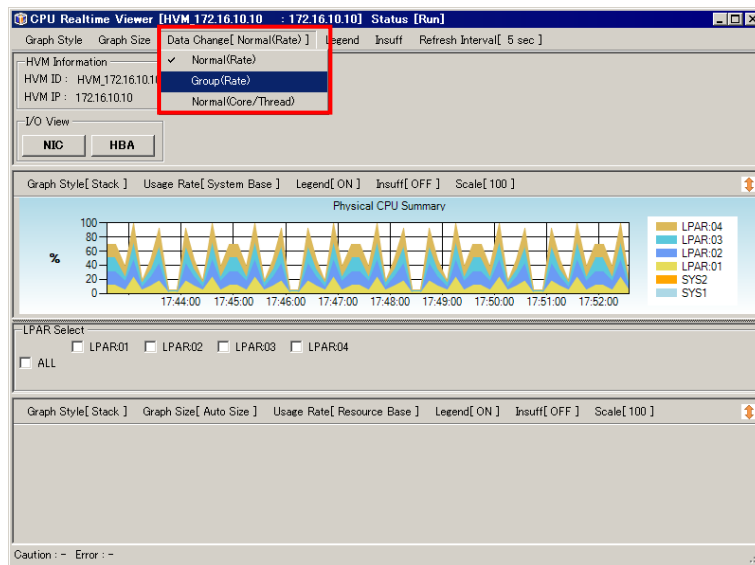 CPU Realtime Viewer [HVM_172.16.10.10 : 172.16.10.10] Status [Run]
Graph Style Graph Size Data Change[ Normal(Rate) ] Legend Insuff Refresh Interval[ 5 sec ]
Normal(Rate)
Group(Rate)
Normal(Core/Thread)
HVM Information
HVM ID : HVM_172.16.10.10
HVM IP : 172.16.10.10
I/O View
NIC HBA
Graph Style[ Stack ] Usage Rate[ System Base ] Legend[ ON ] Insuff[ OFF ] Scale[ 100 ]
Physical CPU Summary
%
100
80
60
40
20
0
17:44:00 17:45:00 17:46:00 17:47:00 17:48:00 17:49:00 17:50:00 17:51:00 17:52:00
LPAR:04
LPAR:03
LPAR:02
LPAR:01
SYS2
SYS1
LPAR Select
LPAR:01 LPAR:02 LPAR:03 LPAR:04
ALL
Graph Style[ Stack ] Graph Size[ Auto Size ] Usage Rate[ Resource Base ] Legend[ ON ] Insuff[ OFF ] Scale[ 100 ]
Caution : - Error : -